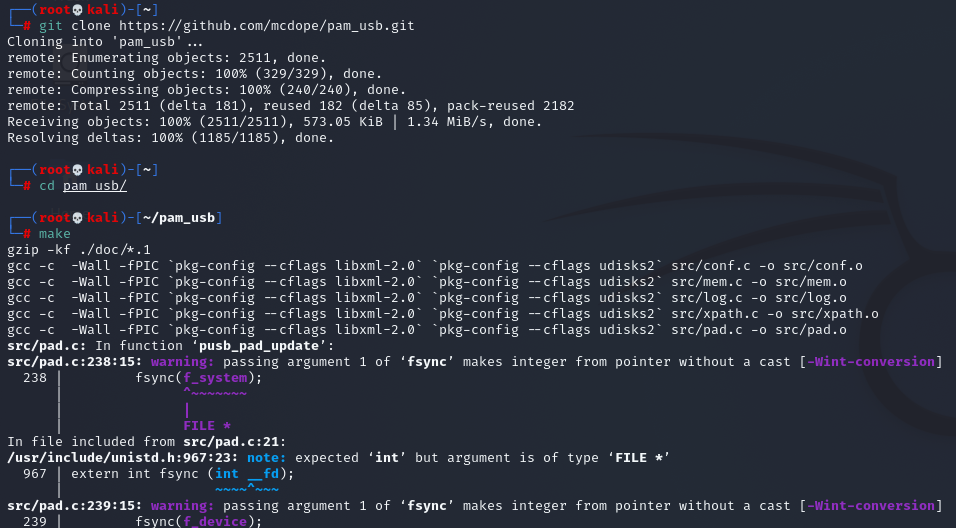 ┌──(root💀kali)-[~]
└─# git clone https://github.com/mcdope/pam_usb.git
Cloning into 'pam_usb'...
remote: Enumerating objects: 2511, done.
remote: Counting objects: 100% (329/329), done.
remote: Compressing objects: 100% (240/240), done.
remote: Total 2511 (delta 181), reused 182 (delta 85), pack-reused 2182
Receiving objects: 100% (2511/2511), 573.05 KiB | 1.34 MiB/s, done.
Resolving deltas: 100% (1185/1185), done.
┌──(root💀kali)-[~]
└─# cd pam_usb/
┌──(root💀kali)-[~/pam_usb]
└─# make
gzip -kf ./doc/*.1
gcc -c  -Wall -fPIC `pkg-config --cflags libxml-2.0` `pkg-config --cflags udisks2` src/conf.c -o src/conf.o
gcc -c  -Wall -fPIC `pkg-config --cflags libxml-2.0` `pkg-config --cflags udisks2` src/mem.c -o src/mem.o
gcc -c  -Wall -fPIC `pkg-config --cflags libxml-2.0` `pkg-config --cflags udisks2` src/log.c -o src/log.o
gcc -c  -Wall -fPIC `pkg-config --cflags libxml-2.0` `pkg-config --cflags udisks2` src/xpath.c -o src/xpath.o
gcc -c  -Wall -fPIC `pkg-config --cflags libxml-2.0` `pkg-config --cflags udisks2` src/pad.c -o src/pad.o
src/pad.c: In function ‘pusb_pad_update’:
src/pad.c:238:15: warning: passing argument 1 of ‘fsync’ makes integer from pointer without a cast [-Wint-conversion]
  238 |         fsync(f_system);
      |               ^~~~~~~~
      |               |
      |               FILE *
In file included from src/pad.c:21:
/usr/include/unistd.h:967:23: note: expected ‘int’ but argument is of type ‘FILE *’
  967 | extern int fsync (int __fd);
      |                   ~~~~^~~~
src/pad.c:239:15: warning: passing argument 1 of ‘fsync’ makes integer from pointer without a cast [-Wint-conversion]
  239 |         fsync(f_device);